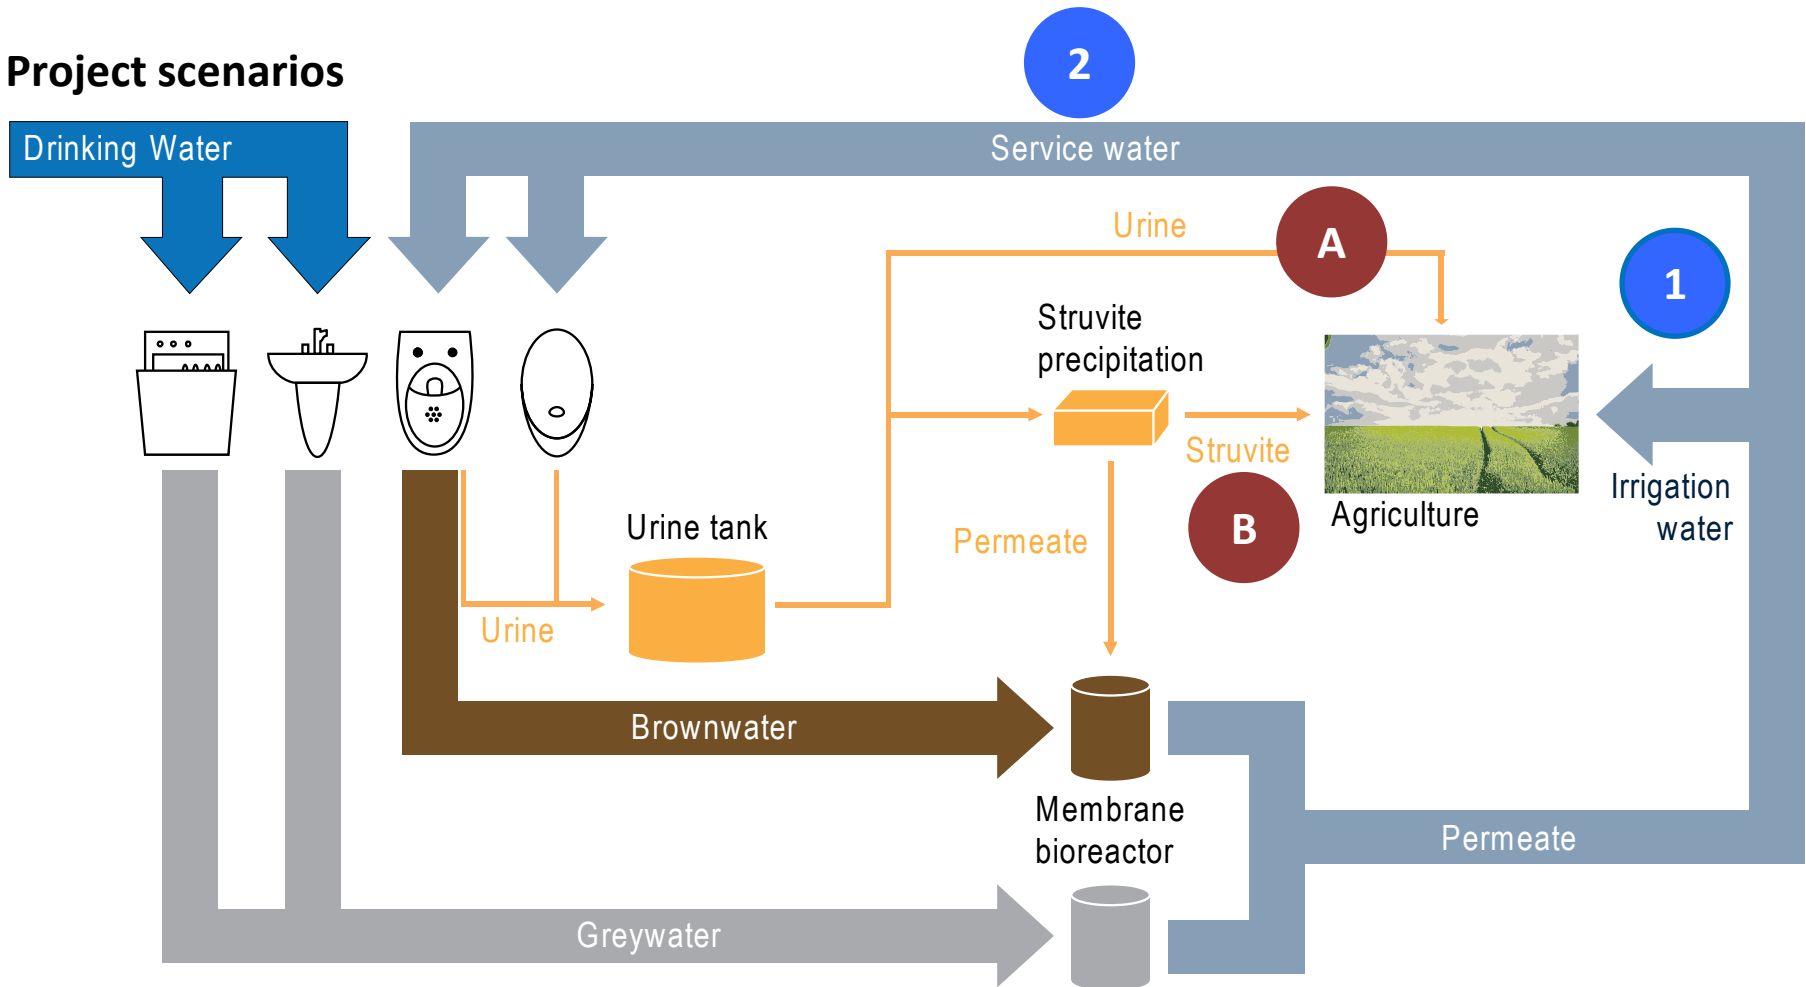 Project scenarios
2
Drinking Water
Service water
Urine
A
1
Struvite
precipitation
Struvite
Irrigation
water
Agriculture
B
Urine tank
Permeate
Urine
Brownwater
Membrane
bioreactor
Permeate
Greywater